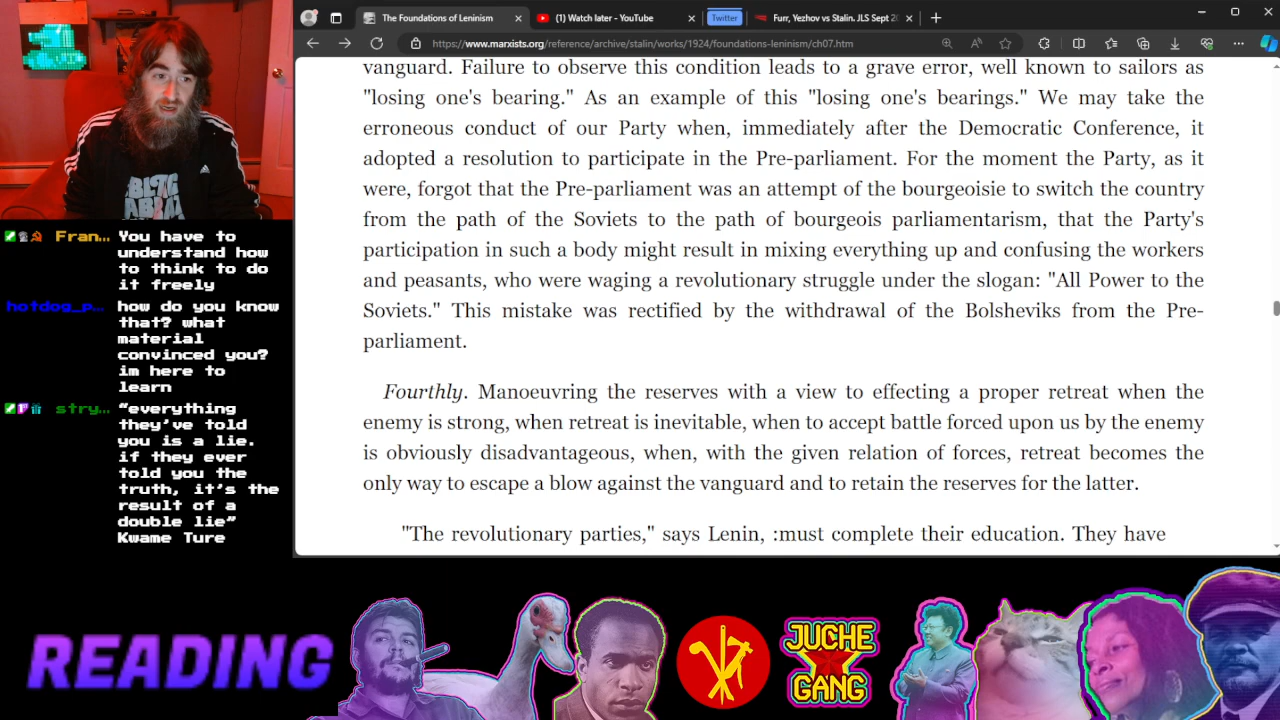 The Foundations of Leninism
(1) Watch later - YouTube
Twitter
Furr, Yezhov vs Stalin. JLS Sept 20
https://www.marxists.org/reference/archive/stalin/works/1924/foundations-leninism/ch07.htm
vanguard. Failure to observe this condition leads to a grave error, well known to sailors as
"losing one's bearing." As an example of this "losing one's bearings." We may take the
erroneous conduct of our Party when, immediately after the Democratic Conference, it
adopted a resolution to participate in the Pre-parliament. For the moment the Party, as it
were, forgot that the Pre-parliament was an attempt of the bourgeoisie to switch the country
from the path of the Soviets to the path of bourgeois parliamentarism, that the Party's
participation in such a body might result in mixing everything up and confusing the workers
and peasants, who were waging a revolutionary struggle under the slogan: "All Power to the
Soviets." This mistake was rectified by the withdrawal of the Bolsheviks from the Pre-
parliament.
Fourthly. Manoeuvring the reserves with a view to effecting a proper retreat when the
enemy is strong, when retreat is inevitable, when to accept battle forced upon us by the enemy
is obviously disadvantageous, when, with the given relation of forces, retreat becomes the
only way to escape a blow against the vanguard and to retain the reserves for the latter.
"The revolutionary parties," says Lenin, :must complete their education. They have
Fran... You have to
understand how
to think to do
it freely
hotdog_p... how do you know
that? what
material
convinced you?
im here to
learn
stry... "everything
they've told
you is a lie.
if they ever
told you the
truth, it's the
result of a
double lie"
Kwame Ture
READING
JUCHE
GANG